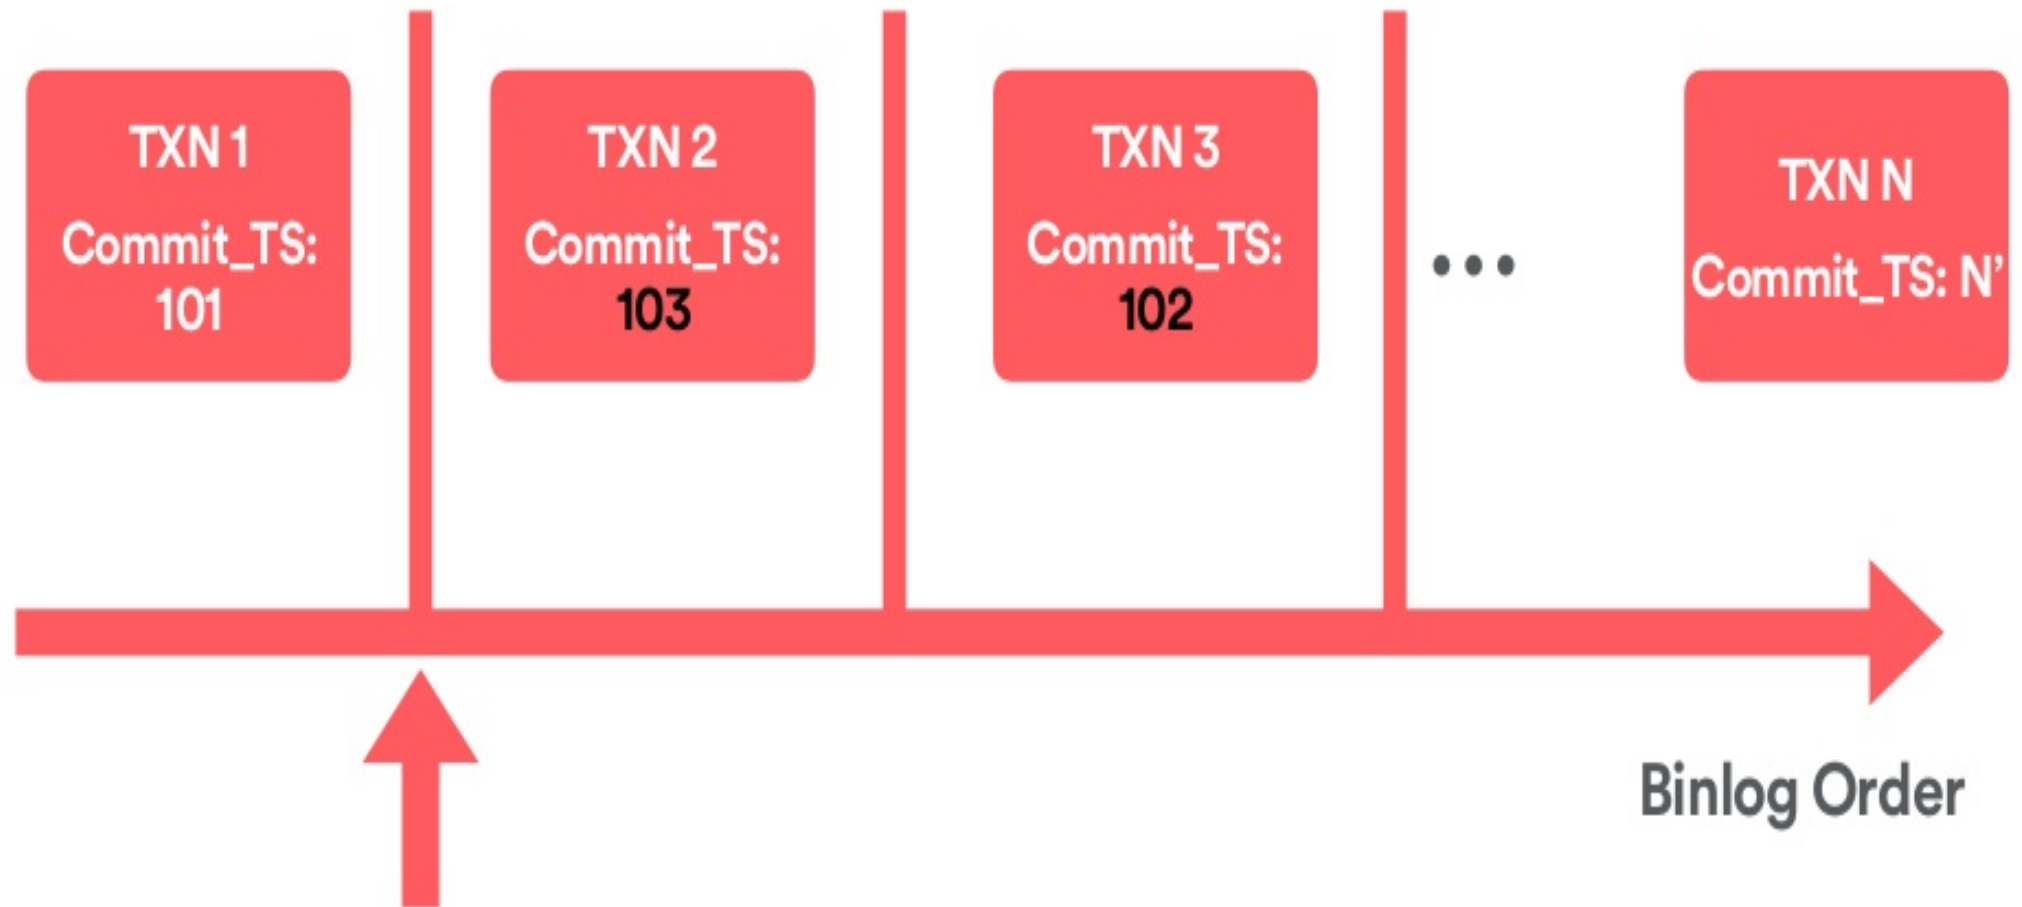 TXN 1
Commit_TS:
101
TXN 2
Commit_TS:
103
TXN 3
Commit_TS:
102
TXN N
Commit_TS: N’
Binlog Order